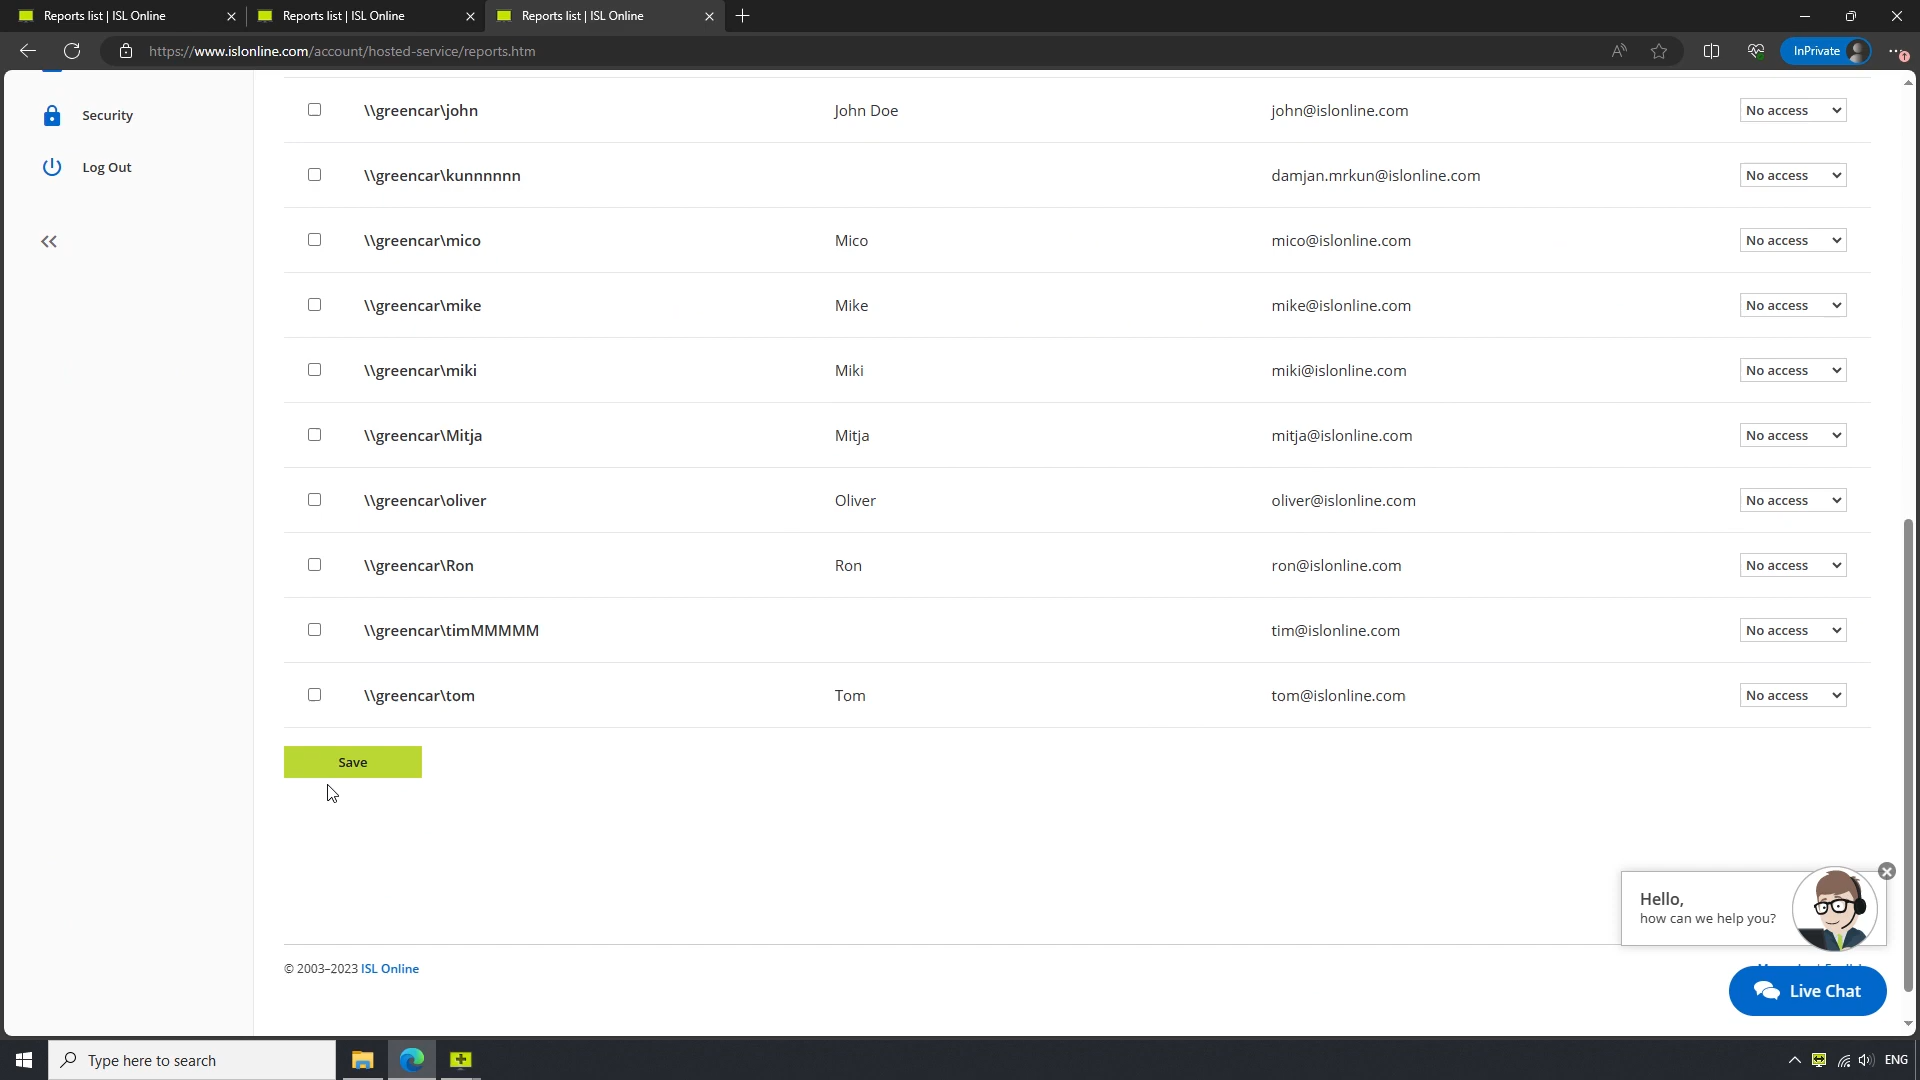 Reports list | ISL Online
Reports list | ISL Online
Reports list | ISL Online
https://www.islonline.com/account/hosted-service/reports.htm
InPrivate
Security
Log Out
\\greencar\john John Doe john@islonline.com No access
\\greencar\kunnnnnn damjan.mrkun@islonline.com No access
\\greencar\mico Mico mico@islonline.com No access
\\greencar\mike Mike mike@islonline.com No access
\\greencar\miki Miki miki@islonline.com No access
\\greencar\Mitja Mitja mitja@islonline.com No access
\\greencar\oliver Oliver oliver@islonline.com No access
\\greencar\Ron Ron ron@islonline.com No access
\\greencar\timMMMMM tim@islonline.com No access
\\greencar\tom Tom tom@islonline.com No access
Save
Hello,
how can we help you?
© 2003–2023 ISL Online
Live Chat
Type here to search
ENG